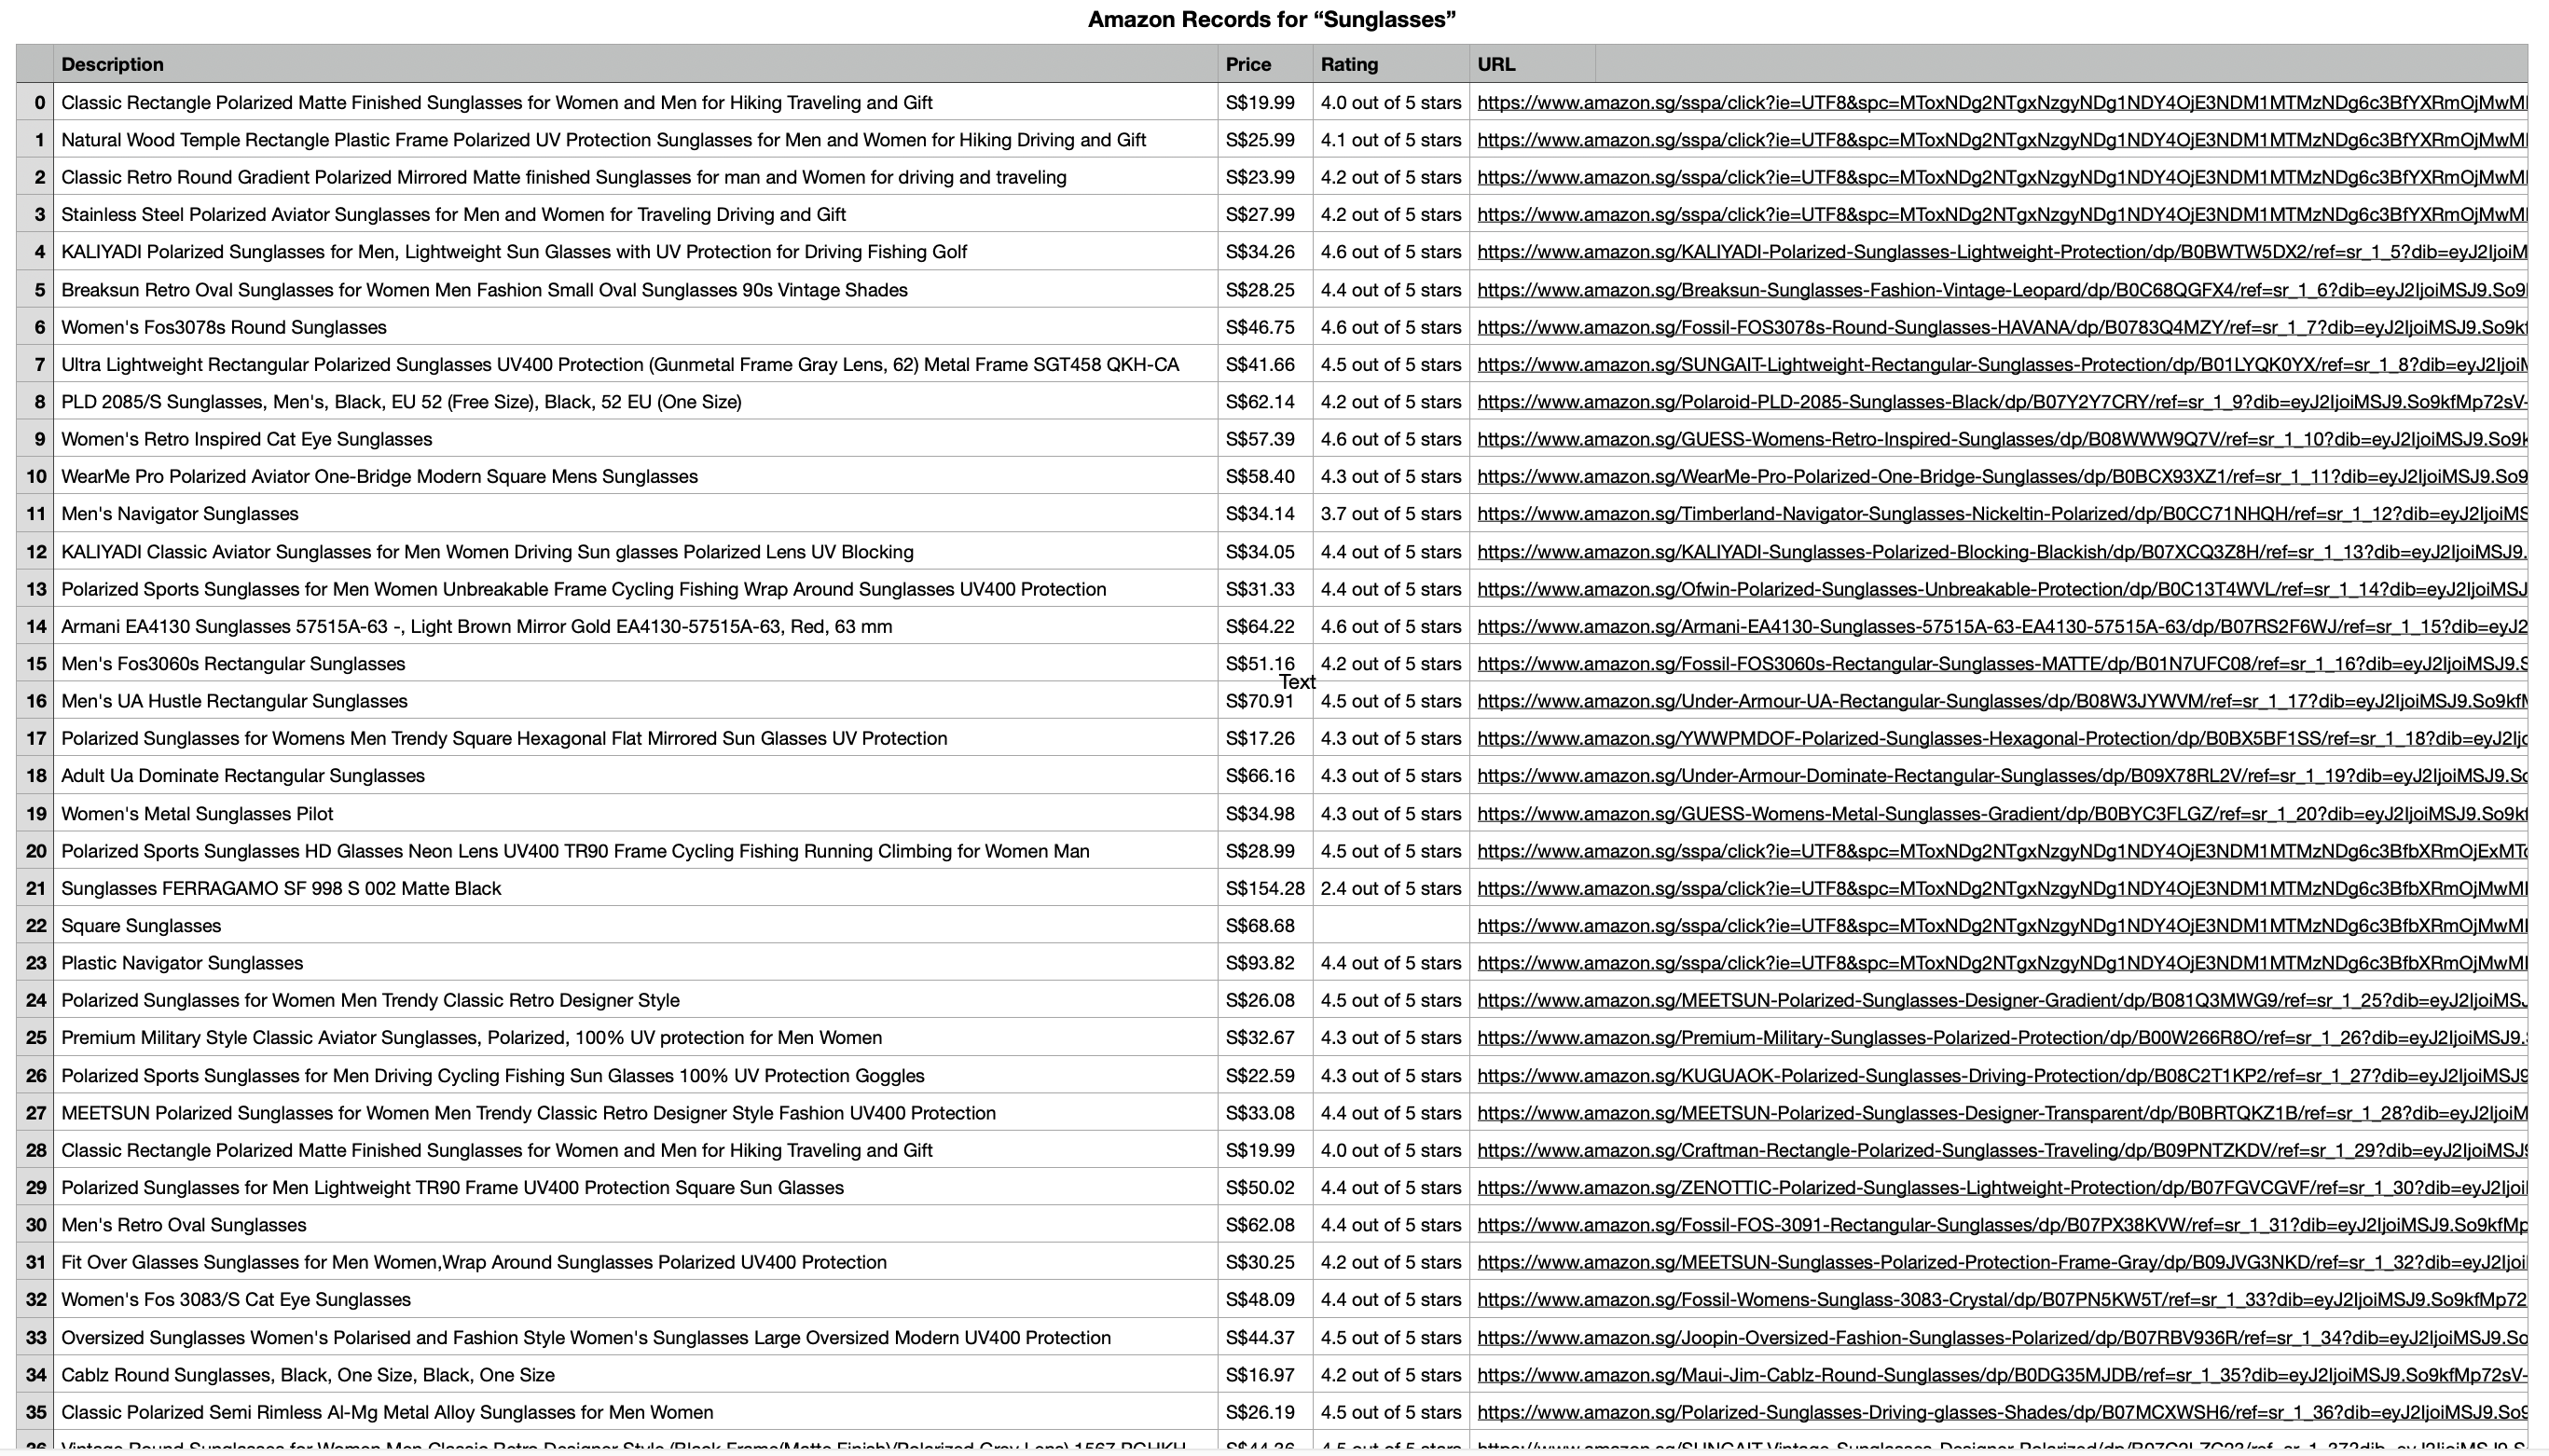 Amazon Records for “Sunglasses”
Description Price Rating URL
0 Classic Rectangle Polarized Matte Finished Sunglasses for Women and Men for Hiking Traveling and Gift S$19.99 4.0 out of 5 stars https://www.amazon.sg/sspa/click?ie=UTF8&spc=MToxNDg2NTgxNzgyNDg1NDY4OjE3NDM1MTMzNDg6c3BfYXRmOjMwM
1 Natural Wood Temple Rectangle Plastic Frame Polarized UV Protection Sunglasses for Men and Women for Hiking Driving and Gift S$25.99 4.1 out of 5 stars https://www.amazon.sg/sspa/click?ie=UTF8&spc=MToxNDg2NTgxNzgyNDg1NDY4OjE3NDM1MTMzNDg6c3BfYXRmOjMwM
2 Classic Retro Round Gradient Polarized Mirrored Matte finished Sunglasses for man and Women for driving and traveling S$23.99 4.2 out of 5 stars https://www.amazon.sg/sspa/click?ie=UTF8&spc=MToxNDg2NTgxNzgyNDg1NDY4OjE3NDM1MTMzNDg6c3BfYXRmOjMwM
3 Stainless Steel Polarized Aviator Sunglasses for Men and Women for Traveling Driving and Gift S$27.99 4.2 out of 5 stars https://www.amazon.sg/sspa/click?ie=UTF8&spc=MToxNDg2NTgxNzgyNDg1NDY4OjE3NDM1MTMzNDg6c3BfYXRmOjMwM
4 KALIYADI Polarized Sunglasses for Men, Lightweight Sun Glasses with UV Protection for Driving Fishing Golf S$34.26 4.6 out of 5 stars https://www.amazon.sg/KALIYADI-Polarized-Sunglasses-Lightweight-Protection/dp/B0BWTW5DX2/ref=sr_1_5?dib=eyJ2IjoiM
5 Breaksun Retro Oval Sunglasses for Women Men Fashion Small Oval Sunglasses 90s Vintage Shades S$28.25 4.4 out of 5 stars https://www.amazon.sg/Breaksun-Sunglasses-Fashion-Vintage-Leopard/dp/B0C68QGFX4/ref=sr_1_6?dib=eyJ2IjoiMSJ9.So9
6 Women's Fos3078s Round Sunglasses S$46.75 4.6 out of 5 stars https://www.amazon.sg/Fossil-FOS3078s-Round-Sunglasses-HAVANA/dp/B0783Q4MZY/ref=sr_1_7?dib=eyJ2IjoiMSJ9.So9kf
7 Ultra Lightweight Rectangular Polarized Sunglasses UV400 Protection (Gunmetal Frame Gray Lens, 62) Metal Frame SGT458 QKH-CA S$41.66 4.5 out of 5 stars https://www.amazon.sg/SUNGAIT-Lightweight-Rectangular-Sunglasses-Protection/dp/B01LYQK0YX/ref=sr_1_8?dib=eyJ2IjoiM
8 PLD 2085/S Sunglasses, Men's, Black, EU 52 (Free Size), Black, 52 EU (One Size) S$62.14 4.2 out of 5 stars https://www.amazon.sg/Polaroid-PLD-2085-Sunglasses-Black/dp/B07Y2Y7CRY/ref=sr_1_9?dib=eyJ2IjoiMSJ9.So9kfMp72sV-
9 Women's Retro Inspired Cat Eye Sunglasses S$57.39 4.6 out of 5 stars https://www.amazon.sg/GUESS-Womens-Retro-Inspired-Sunglasses/dp/B08WWW9Q7V/ref=sr_1_10?dib=eyJ2IjoiMSJ9.So9k
10 WearMe Pro Polarized Aviator One-Bridge Modern Square Mens Sunglasses S$58.40 4.3 out of 5 stars https://www.amazon.sg/WearMe-Pro-Polarized-One-Bridge-Sunglasses/dp/B0BCX93XZ1/ref=sr_1_11?dib=eyJ2IjoiMSJ9.So9
11 Men's Navigator Sunglasses S$34.14 3.7 out of 5 stars https://www.amazon.sg/Timberland-Navigator-Sunglasses-Nickeltin-Polarized/dp/B0CC71NHQH/ref=sr_1_12?dib=eyJ2IjoiMS
12 KALIYADI Classic Aviator Sunglasses for Men Women Driving Sun glasses Polarized Lens UV Blocking S$34.05 4.4 out of 5 stars https://www.amazon.sg/KALIYADI-Sunglasses-Polarized-Blocking-Blackish/dp/B07XCQ3Z8H/ref=sr_1_13?dib=eyJ2IjoiMSJ9.
13 Polarized Sports Sunglasses for Men Women Unbreakable Frame Cycling Fishing Wrap Around Sunglasses UV400 Protection S$31.33 4.4 out of 5 stars https://www.amazon.sg/Ofwin-Polarized-Sunglasses-Unbreakable-Protection/dp/B0C13T4WVL/ref=sr_1_14?dib=eyJ2IjoiMSJ
14 Armani EA4130 Sunglasses 57515A-63 -, Light Brown Mirror Gold EA4130-57515A-63, Red, 63 mm S$64.22 4.6 out of 5 stars https://www.amazon.sg/Armani-EA4130-Sunglasses-57515A-63-EA4130-57515A-63/dp/B07RS2F6WJ/ref=sr_1_15?dib=eyJ2
15 Men's Fos3060s Rectangular Sunglasses S$51.16 4.2 out of 5 stars https://www.amazon.sg/Fossil-FOS3060s-Rectangular-Sunglasses-MATTE/dp/B01N7UFC08/ref=sr_1_16?dib=eyJ2IjoiMSJ9.S
Text
16 Men's UA Hustle Rectangular Sunglasses S$70.91 4.5 out of 5 stars https://www.amazon.sg/Under-Armour-UA-Rectangular-Sunglasses/dp/B08W3JYWVM/ref=sr_1_17?dib=eyJ2IjoiMSJ9.So9kfM
17 Polarized Sunglasses for Womens Men Trendy Square Hexagonal Flat Mirrored Sun Glasses UV Protection S$17.26 4.3 out of 5 stars https://www.amazon.sg/YWWPMDOF-Polarized-Sunglasses-Hexagonal-Protection/dp/B0BX5BF1SS/ref=sr_1_18?dib=eyJ2Ijo
18 Adult Ua Dominate Rectangular Sunglasses S$66.16 4.3 out of 5 stars https://www.amazon.sg/Under-Armour-Dominate-Rectangular-Sunglasses/dp/B09X78RL2V/ref=sr_1_19?dib=eyJ2IjoiMSJ9.So
19 Women's Metal Sunglasses Pilot S$34.98 4.3 out of 5 stars https://www.amazon.sg/GUESS-Womens-Metal-Sunglasses-Gradient/dp/B0BYC3FLGZ/ref=sr_1_20?dib=eyJ2IjoiMSJ9.So9kf
20 Polarized Sports Sunglasses HD Glasses Neon Lens UV400 TR90 Frame Cycling Fishing Running Climbing for Women Man S$28.99 4.5 out of 5 stars https://www.amazon.sg/sspa/click?ie=UTF8&spc=MToxNDg2NTgxNzgyNDg1NDY4OjE3NDM1MTMzNDg6c3BfbXRmOjExMTc
21 Sunglasses FERRAGAMO SF 998 S 002 Matte Black S$154.28 2.4 out of 5 stars https://www.amazon.sg/sspa/click?ie=UTF8&spc=MToxNDg2NTgxNzgyNDg1NDY4OjE3NDM1MTMzNDg6c3BfbXRmOjMwM
22 Square Sunglasses S$68.68 https://www.amazon.sg/sspa/click?ie=UTF8&spc=MToxNDg2NTgxNzgyNDg1NDY4OjE3NDM1MTMzNDg6c3BfbXRmOjMwM
23 Plastic Navigator Sunglasses S$93.82 4.4 out of 5 stars https://www.amazon.sg/sspa/click?ie=UTF8&spc=MToxNDg2NTgxNzgyNDg1NDY4OjE3NDM1MTMzNDg6c3BfbXRmOjMwM
24 Polarized Sunglasses for Women Men Trendy Classic Retro Designer Style S$26.08 4.5 out of 5 stars https://www.amazon.sg/MEETSUN-Polarized-Sunglasses-Designer-Gradient/dp/B081Q3MWG9/ref=sr_1_25?dib=eyJ2IjoiMSJ
25 Premium Military Style Classic Aviator Sunglasses, Polarized, 100% UV protection for Men Women S$32.67 4.3 out of 5 stars https://www.amazon.sg/Premium-Military-Sunglasses-Polarized-Protection/dp/B00W266R8O/ref=sr_1_26?dib=eyJ2IjoiMSJ9.
26 Polarized Sports Sunglasses for Men Driving Cycling Fishing Sun Glasses 100% UV Protection Goggles S$22.59 4.3 out of 5 stars https://www.amazon.sg/KUGUAOK-Polarized-Sunglasses-Driving-Protection/dp/B08C2T1KP2/ref=sr_1_27?dib=eyJ2IjoiMSJ9
27 MEETSUN Polarized Sunglasses for Women Men Trendy Classic Retro Designer Style Fashion UV400 Protection S$33.08 4.4 out of 5 stars https://www.amazon.sg/MEETSUN-Polarized-Sunglasses-Designer-Transparent/dp/B0BRTQKZ1B/ref=sr_1_28?dib=eyJ2IjoiM
28 Classic Rectangle Polarized Matte Finished Sunglasses for Women and Men for Hiking Traveling and Gift S$19.99 4.0 out of 5 stars https://www.amazon.sg/Craftman-Rectangle-Polarized-Sunglasses-Traveling/dp/B09PNTZKDV/ref=sr_1_29?dib=eyJ2IjoiMSJ9
29 Polarized Sunglasses for Men Lightweight TR90 Frame UV400 Protection Square Sun Glasses S$50.02 4.4 out of 5 stars https://www.amazon.sg/ZENOTTIC-Polarized-Sunglasses-Lightweight-Protection/dp/B07FGVCGVF/ref=sr_1_30?dib=eyJ2Ijoi
30 Men's Retro Oval Sunglasses S$62.08 4.4 out of 5 stars https://www.amazon.sg/Fossil-FOS-3091-Rectangular-Sunglasses/dp/B07PX38KVW/ref=sr_1_31?dib=eyJ2IjoiMSJ9.So9kfMp
31 Fit Over Glasses Sunglasses for Men Women,Wrap Around Sunglasses Polarized UV400 Protection S$30.25 4.2 out of 5 stars https://www.amazon.sg/MEETSUN-Sunglasses-Polarized-Protection-Frame-Gray/dp/B09JVG3NKD/ref=sr_1_32?dib=eyJ2Ijoi
32 Women's Fos 3083/S Cat Eye Sunglasses S$48.09 4.4 out of 5 stars https://www.amazon.sg/Fossil-Womens-Sunglass-3083-Crystal/dp/B07PN5KW5T/ref=sr_1_33?dib=eyJ2IjoiMSJ9.So9kfMp72
33 Oversized Sunglasses Women's Polarised and Fashion Style Women's Sunglasses Large Oversized Modern UV400 Protection S$44.37 4.5 out of 5 stars https://www.amazon.sg/Joopin-Oversized-Fashion-Sunglasses-Polarized/dp/B07RBV936R/ref=sr_1_34?dib=eyJ2IjoiMSJ9.So
34 Cablz Round Sunglasses, Black, One Size, Black, One Size S$16.97 4.2 out of 5 stars https://www.amazon.sg/Maui-Jim-Cablz-Round-Sunglasses/dp/B0DG35MJDB/ref=sr_1_35?dib=eyJ2IjoiMSJ9.So9kfMp72sV-
35 Classic Polarized Semi Rimless Al-Mg Metal Alloy Sunglasses for Men Women S$26.19 4.5 out of 5 stars https://www.amazon.sg/Polarized-Sunglasses-Driving-glasses-Shades/dp/B07MCXWSH6/ref=sr_1_36?dib=eyJ2IjoiMSJ9.So9